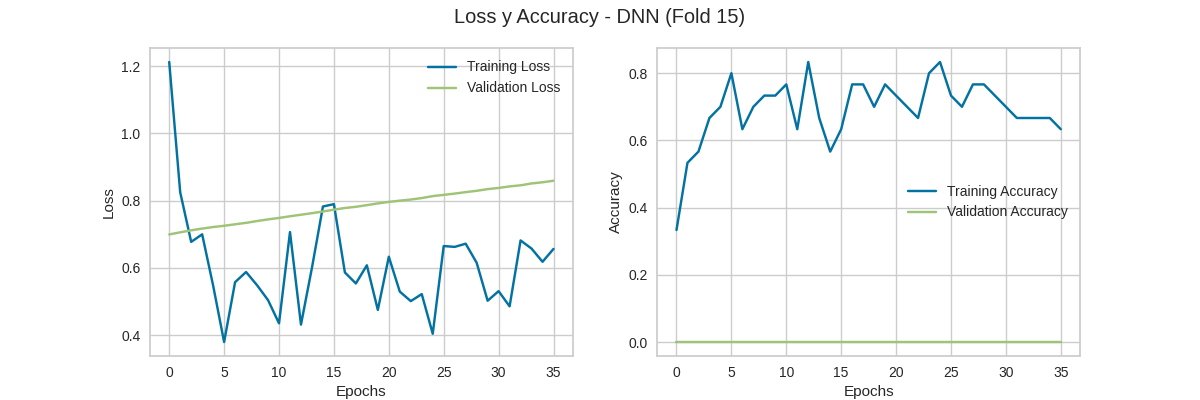 Loss y Accuracy - DNN (Fold 15)
1.2
1.0
0.8
0.6
0.4
Loss
0 5 10 15 20 25 30 35
Epochs
Training Loss
Validation Loss
0.8
0.6
0.4
0.2
0.0
Accuracy
0 5 10 15 20 25 30 35
Epochs
Training Accuracy
Validation Accuracy